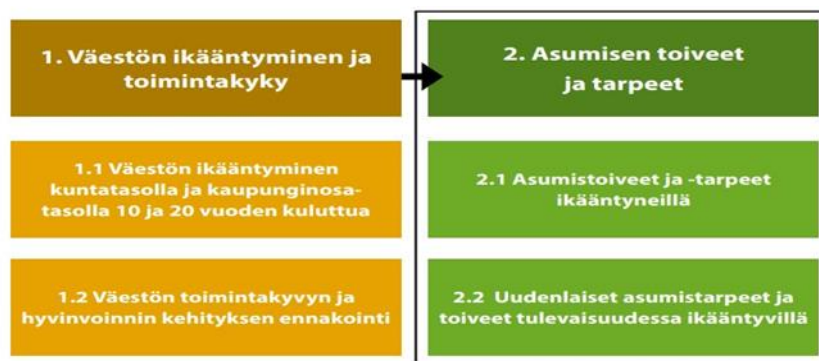 1. Väestön ikääntyminen ja
toimintakyky
2. Asumisen toiveet
ja tarpeet
1.1 Väestön ikääntyminen
kuntatasolla ja kaupunginosa-
tasolla 10 ja 20 vuoden kuluttua
2.1 Asumistoiveet ja -tarpeet
ikääntyneillä
1.2 Väestön toimintakyvyn ja
hyvinvoinnin kehityksen ennakointi
2.2 Uudenlaiset asumistarpeet ja
toiveet tulevaisuudessa ikääntyvillä